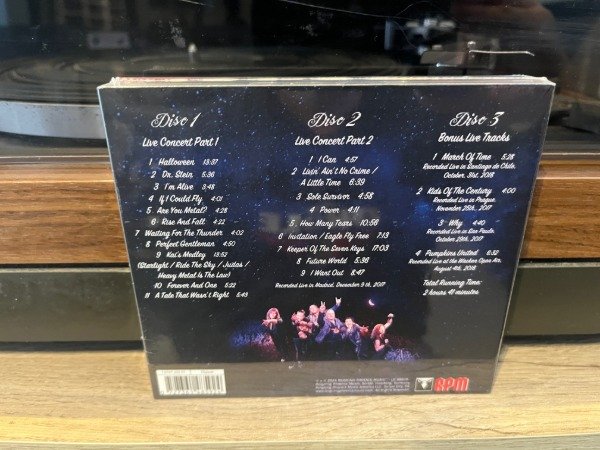 Disc 1
Live Concert Part 1
1 Halloween 13:37
2 Dr. Stein 5:15
3 I'm Alive 3:48
4 If I Could Fly 4:01
5 Are You Metal? 4:28
6 Rise And Fall 4:22
7 Waiting For The Thunder 4:02
8 Perfect Gentleman 4:50
9 Kai's Medley 13:52
(Starlight / Ride The Sky / Judas /
Heavy Metal Is The Law)
10 Forever And One 5:22
11 A Tale That Wasn't Right 5:43
Disc 2
Live Concert Part 2
1 I Can 4:57
2 Livin' Ain't No Crime /
A Little Time 6:39
3 Sole Survivor 4:58
4 Power 4:11
5 How Many Tears 10:56
6 Invitation / Eagle Fly Free 7:13
7 Keeper Of The Seven Keys 17:03
8 Future World 5:36
9 I Want Out 8:47
Recorded Live in Madrid, December 9th, 2017
Disc 3
Bonus Live Tracks
1 March Of Time 5:28
Recorded Live in Santiago de Chile,
October, 31st, 2018
2 Kids Of The Century 4:00
Recorded Live in Prague,
November 25th, 2017
3 Why 4:40
Recorded Live in Sao Paulo,
October 29th, 2017
4 Pumpkins United 6:32
Recorded Live at the Wacken Open Air,
August 4th, 2018
Total Running Time:
2 hours 41 minutes
RPM